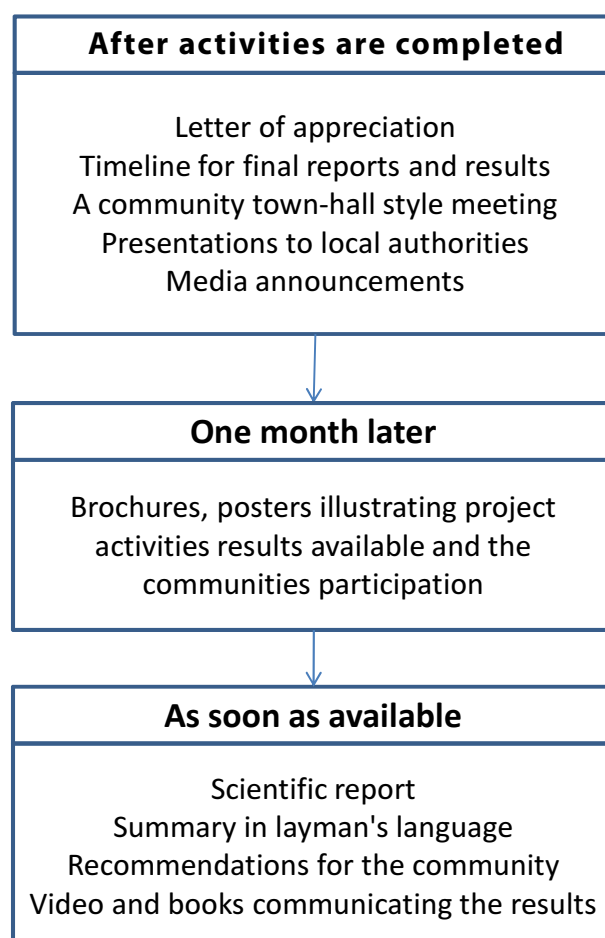 After activities are completed
Letter of appreciation
Timeline for final reports and results
A community town-hall style meeting
Presentations to local authorities
Media announcements
One month later
Brochures, posters illustrating project
activities results available and the
communities participation
As soon as available
Scientific report
Summary in layman's language
Recommendations for the community
Video and books communicating the results